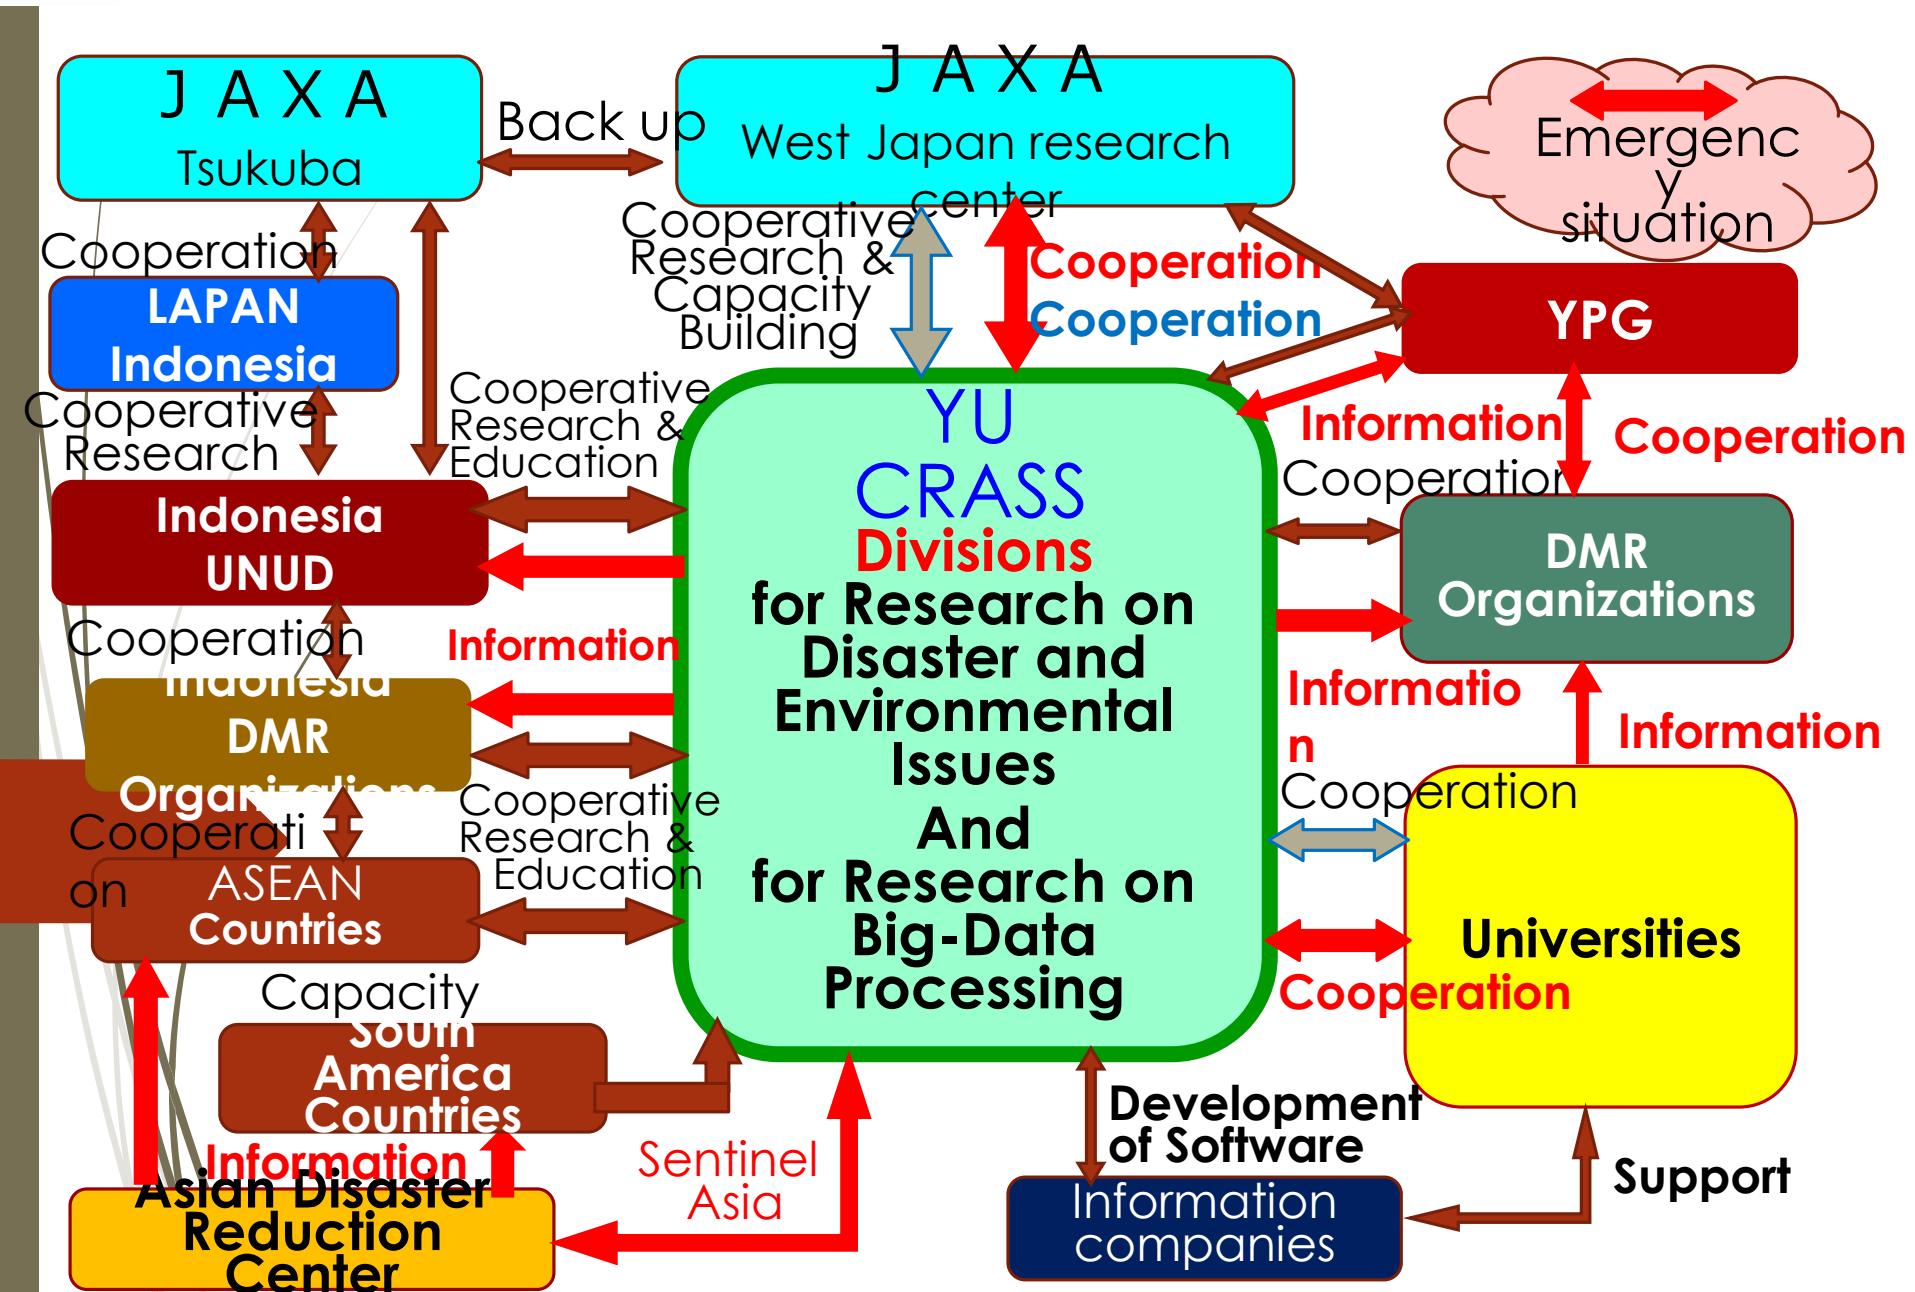 J A X A
Tsukuba
Back up
J A X A
West Japan research
center
Emergenc
y
situation
Cooperation
LAPAN
Indonesia
Cooperative
Research
Cooperative
Research &
Capacity
Building
Cooperation
Cooperation
YPG
Cooperative
Research &
Education
Information
Cooperation
Cooperation
Indonesia
UNUD
YU
CRASS
Divisions
for Research on
Disaster and
Environmental
Issues
And
for Research on
Big-Data
Processing
DMR
Organizations
Cooperation
Information
Informatio
n
Information
Indonesia
DMR
Organizations
Cooperation
Cooperati
on
Cooperative
Research &
Education
ASEAN
Countries
Universities
Cooperation
Capacity
South
America
Countries
Information
Sentinel
Asia
Development
of Software
Support
Asian Disaster
Reduction
Center
Information
companies